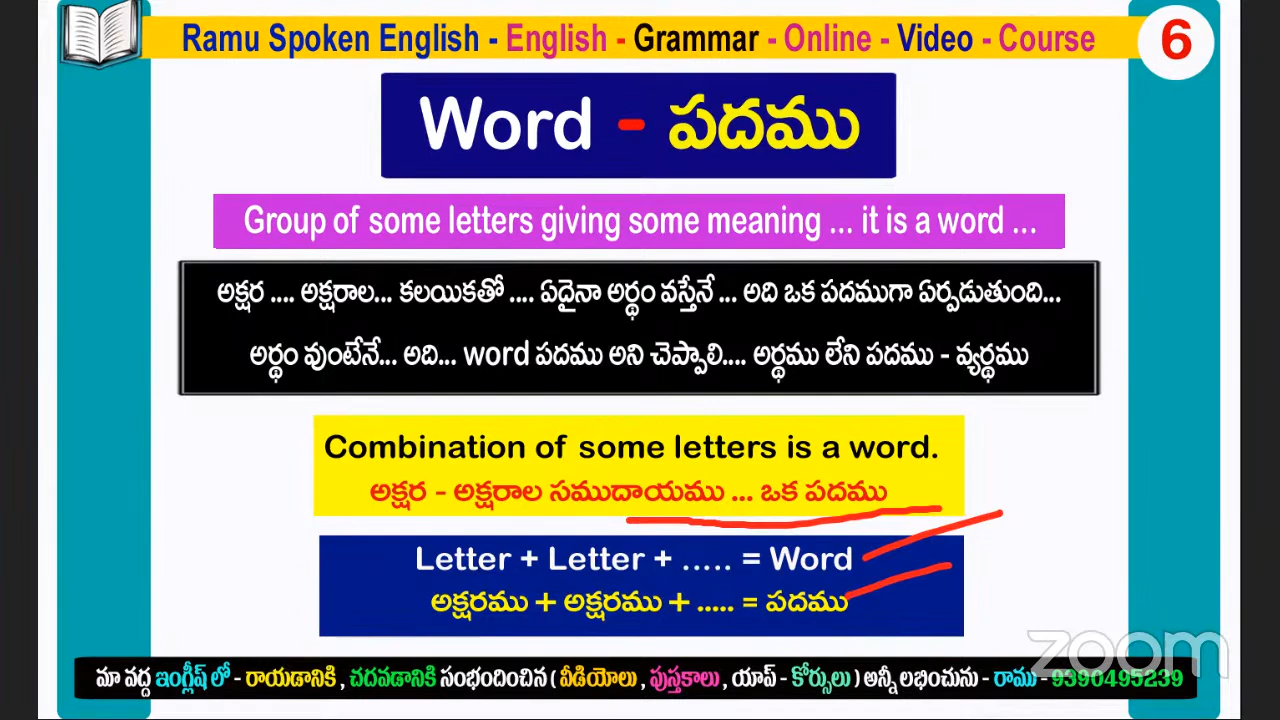 Ramu Spoken English - English - Grammar - Online - Video - Course
6
Word - పదము
Group of some letters giving some meaning ... it is a word ...
అక్షర .... అక్షరాల... కలయికతో .... ఏదైనా అర్థం వస్తేనే ... అది ఒక పదముగా ఏర్పడుతుంది...
అర్థం వుంటేనే... అది... word పదము అని చెప్పాలి.... అర్థము లేని పదము - వ్యర్థము
Combination of some letters is a word.
అక్షర - అక్షరాల సముదాయము ... ఒక పదము
Letter + Letter + ..... = Word
అక్షరము + అక్షరము + ..... = పదము
zoom
మా వద్ద ఇంగ్లీష్ లో - రాయడానికి , చదవడానికి సంభందించిన ( వీడియోలు , పుస్తకాలు , యాప్ - కోర్సులు ) అన్నీ లభించును - రాము - 9390495239